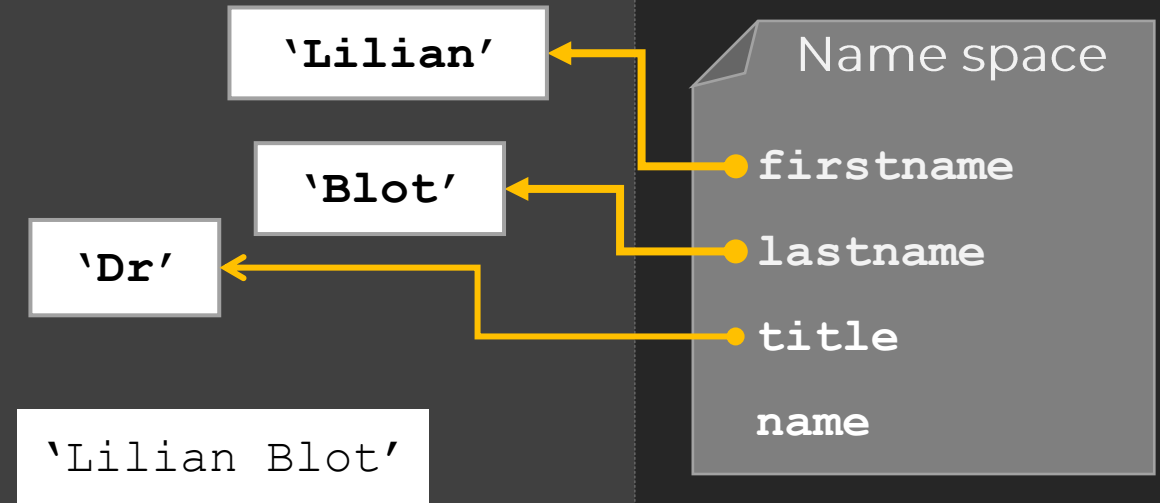 ‘Lilian’
‘Blot’
‘Dr’
‘Lilian Blot’
Name space
firstname
lastname
title
name